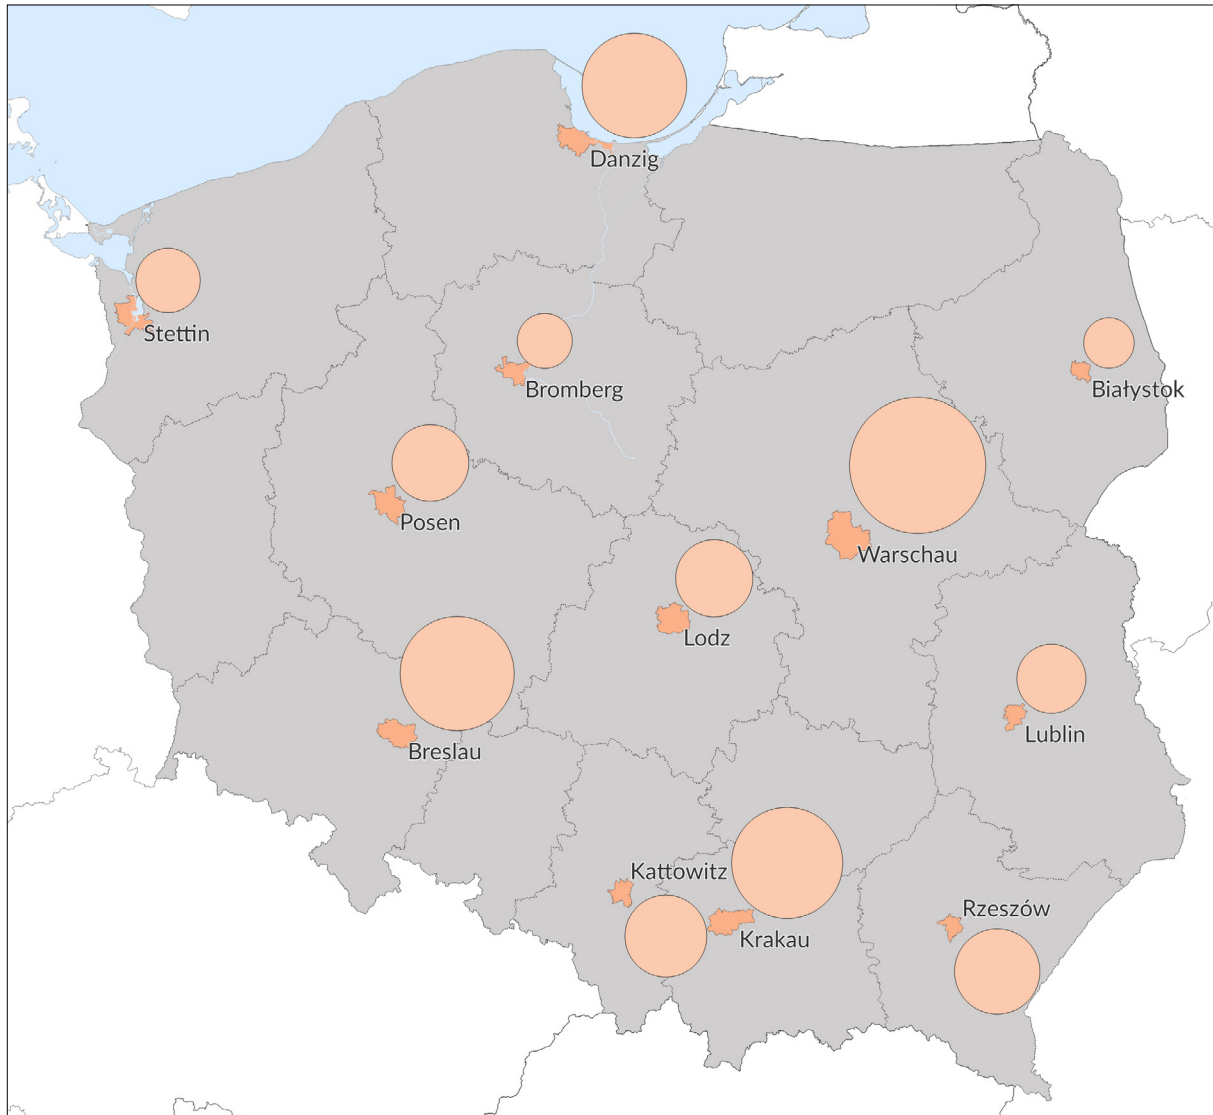 Danzig
Stettin
Bromberg
Białystok
Posen
Warschau
Lodz
Breslau
Lublin
Kattowitz
Rzeszów
Krakau